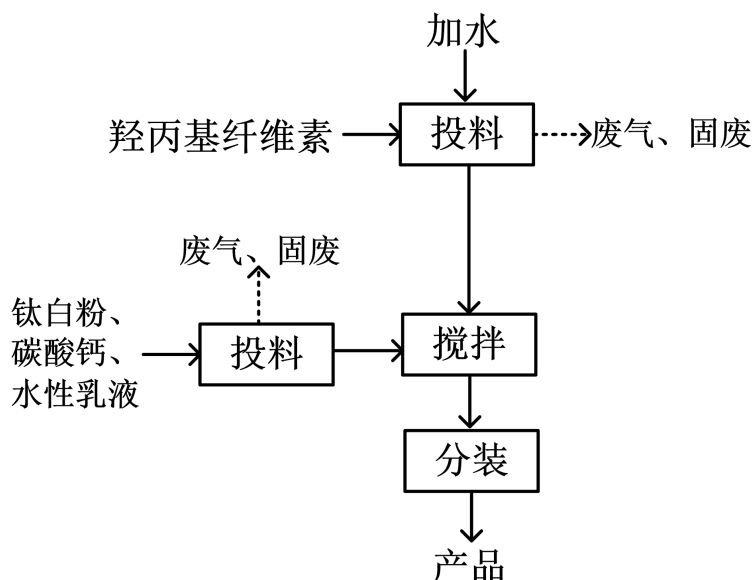 加水
羟丙基纤维素
投料
废气、固废
废气、固废
钛白粉、
碳酸钙、
水性乳液
投料
搅拌
分装
产品